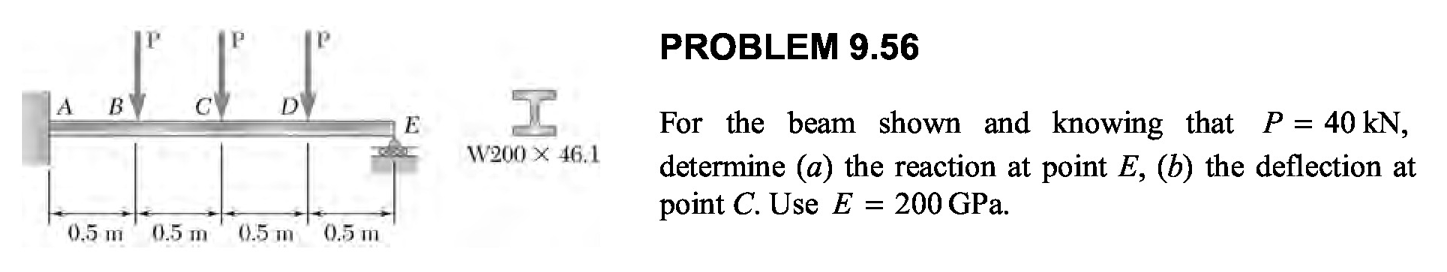 P P P
A B C D E
W200 × 46.1
0.5 m 0.5 m 0.5 m 0.5 m
PROBLEM 9.56
For the beam shown and knowing that P = 40 kN,
determine (a) the reaction at point E, (b) the deflection at
point C. Use E = 200 GPa.